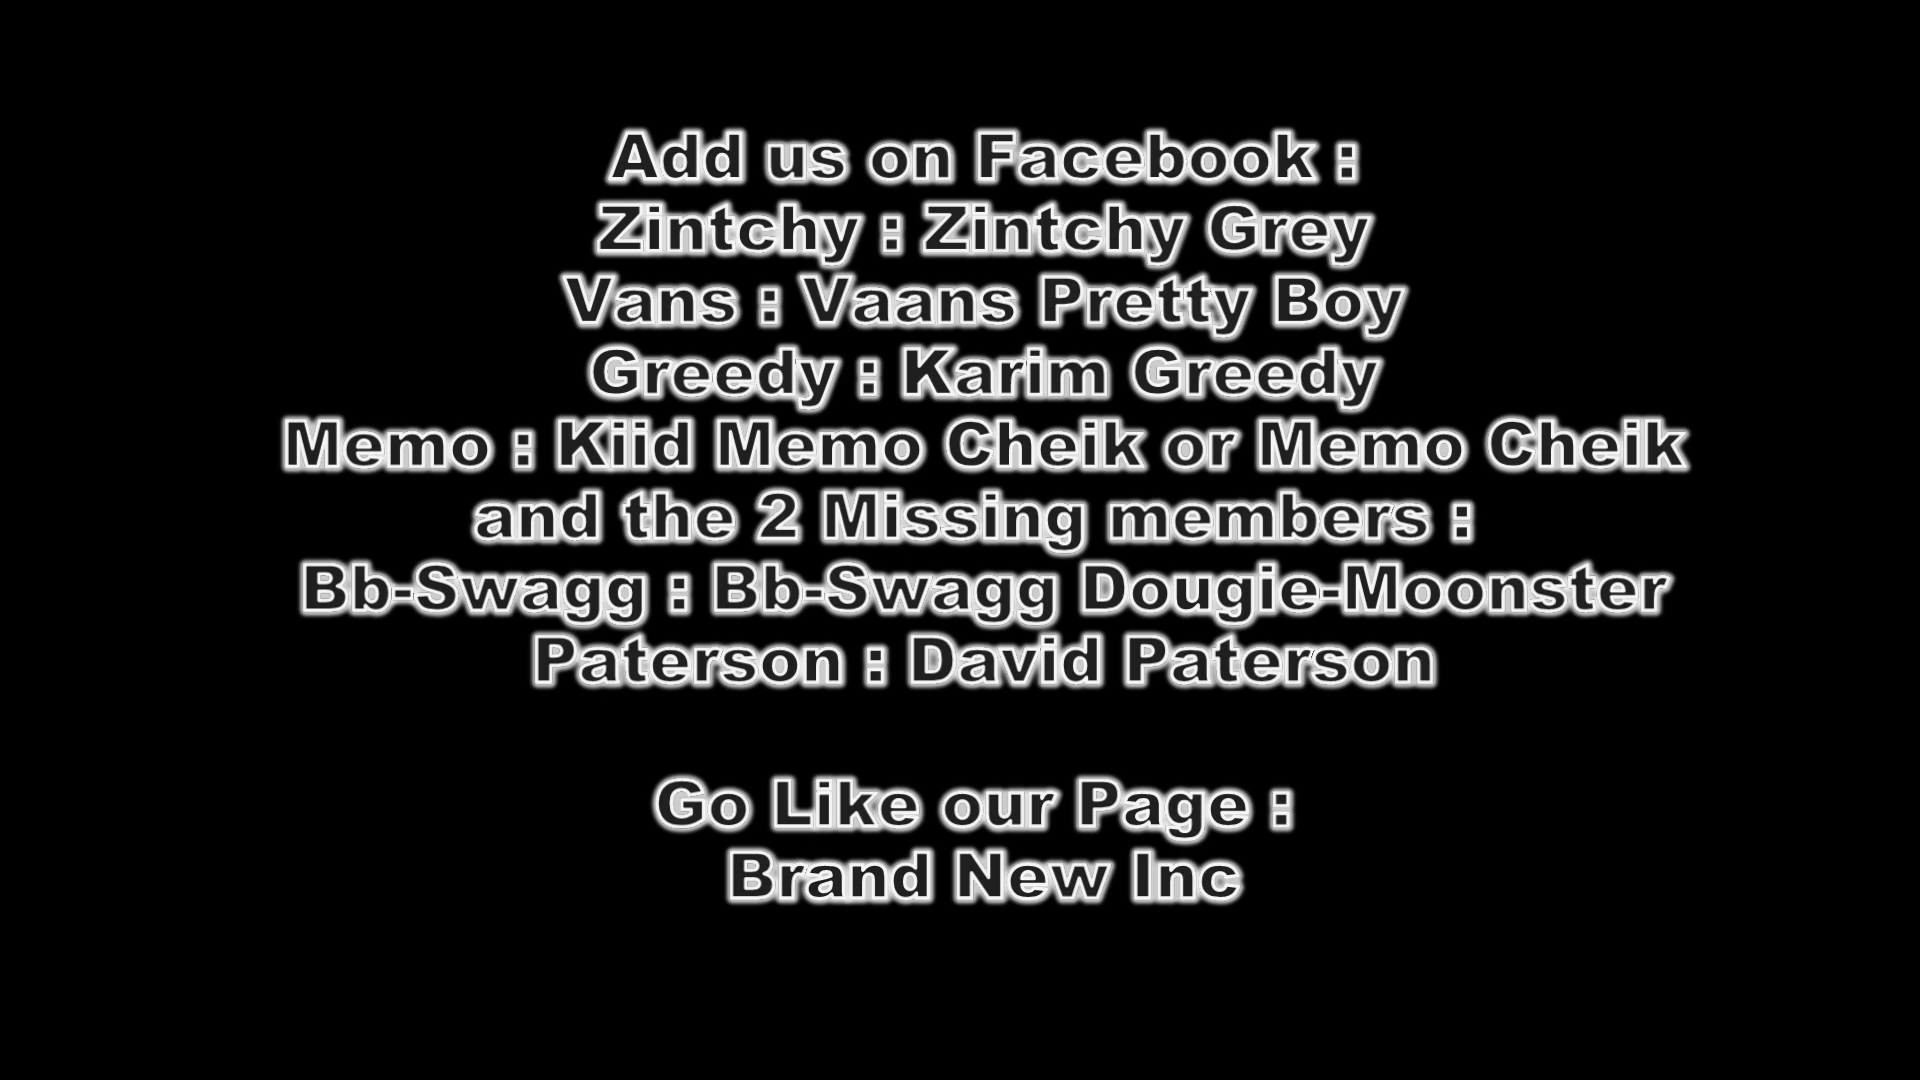 Add us on Facebook :
Zintchy : Zintchy Grey
Vans : Vaans Pretty Boy
Greedy : Karim Greedy
Memo : Kiid Memo Cheik or Memo Cheik
and the 2 Missing members :
Bb-Swagg : Bb-Swagg Dougie-Moonster
Paterson : David Paterson
Go Like our Page :
Brand New Inc